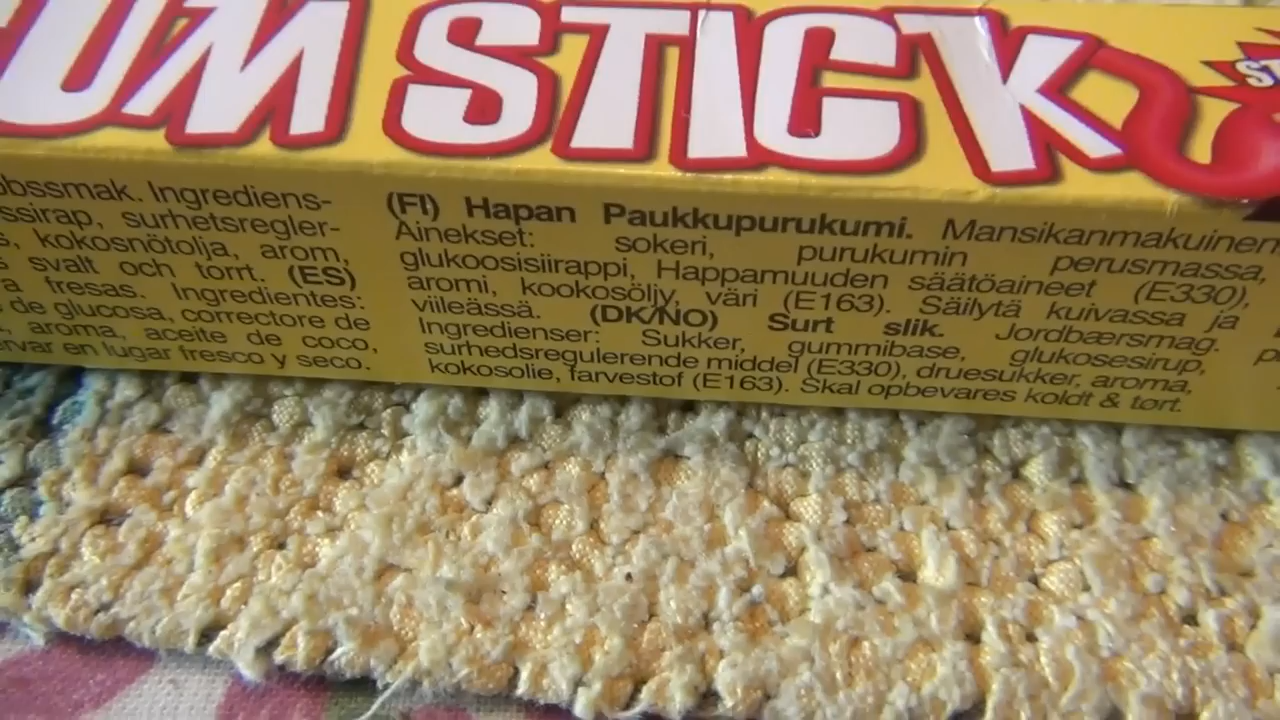 UM STICK
ST
bssmak. Ingrediens-
ssirap, surhetsregler-
s, kokosnötolja, arom,
s svalt och torrt. (ES)
a fresas. Ingredientes:
de glucosa, correctore de
aroma, aceite de coco,
ervar en lugar fresco y seco.
(FI) Hapan Paukkupurukumi. Mansikanmakuinen
Ainekset: sokeri, purukumin perusmassa,
glukoosisiirappi, Happamuuden säätöaineet (E330),
aromi, kookosöljy, väri (E163). Säilytä kuivassa ja
viileässä. (DK/NO) Surt slik. Jordbærsmag.
Ingredienser: Sukker, gummibase, glukosesirup,
surhedsregulerende middel (E330), druesukker, aroma,
kokosolie, farvestof (E163). Skal opbevares koldt & tørt.